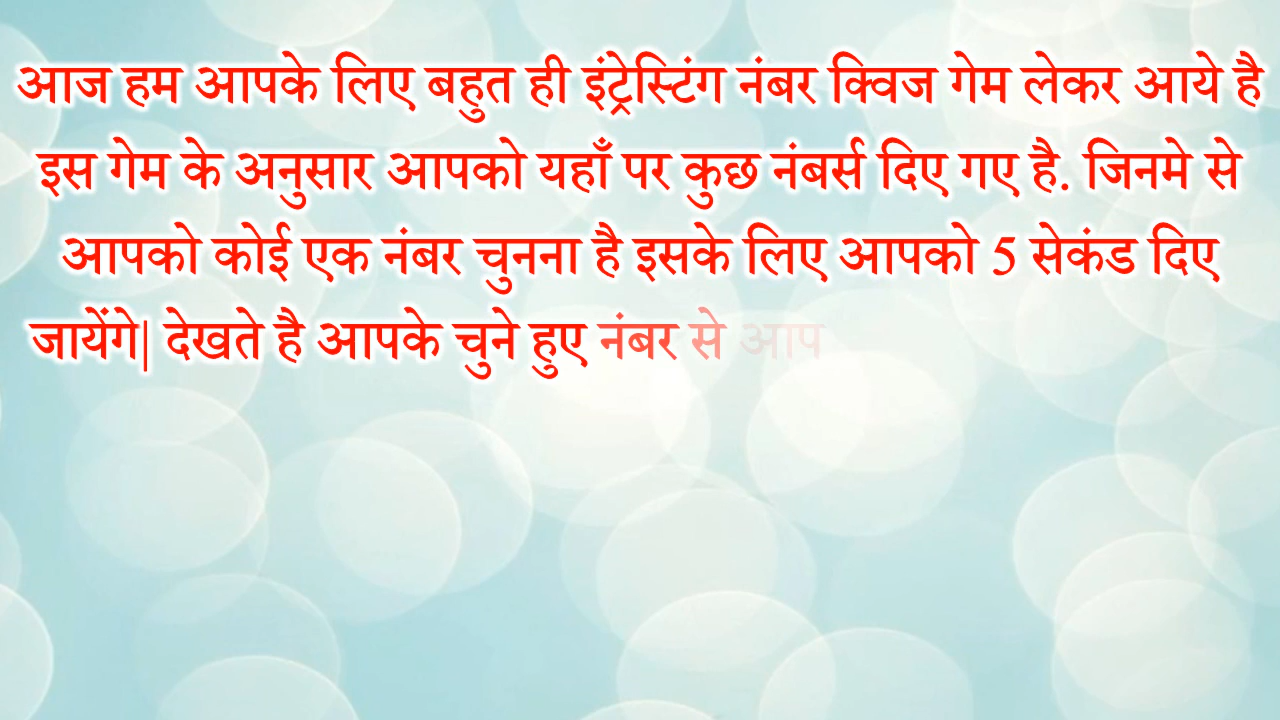 आज हम आपके लिए बहुत ही इंट्रेस्टिंग नंबर क्विज गेम लेकर आये है
इस गेम के अनुसार आपको यहाँ पर कुछ नंबर्स दिए गए है. जिनमे से
आपको कोई एक नंबर चुनना है इसके लिए आपको 5 सेकंड दिए
जायेंगे| देखते है आपके चुने हुए नंबर से आप